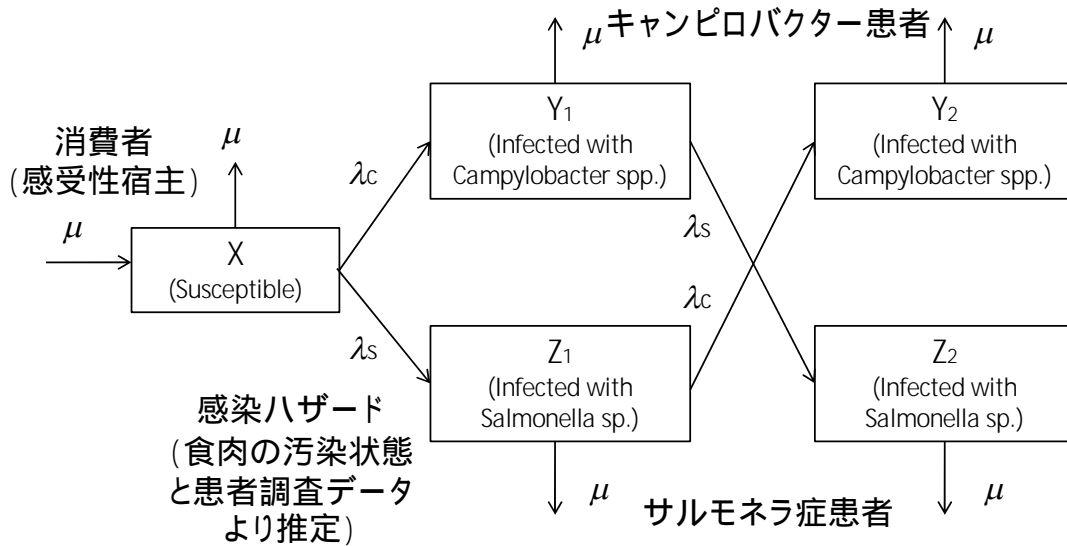 μ キャンピロバクター患者 μ
消費者
(感受性宿主)
μ
μ
X
(Susceptible)
λc
λs
Y1
(Infected with
Campylobacter spp.)
Y2
(Infected with
Campylobacter spp.)
λs
λc
Z1
(Infected with
Salmonella sp.)
Z2
(Infected with
Salmonella sp.)
感染ハザード
(食肉の汚染状態
と患者調査データ
より推定)
μ
サルモネラ症患者
μ